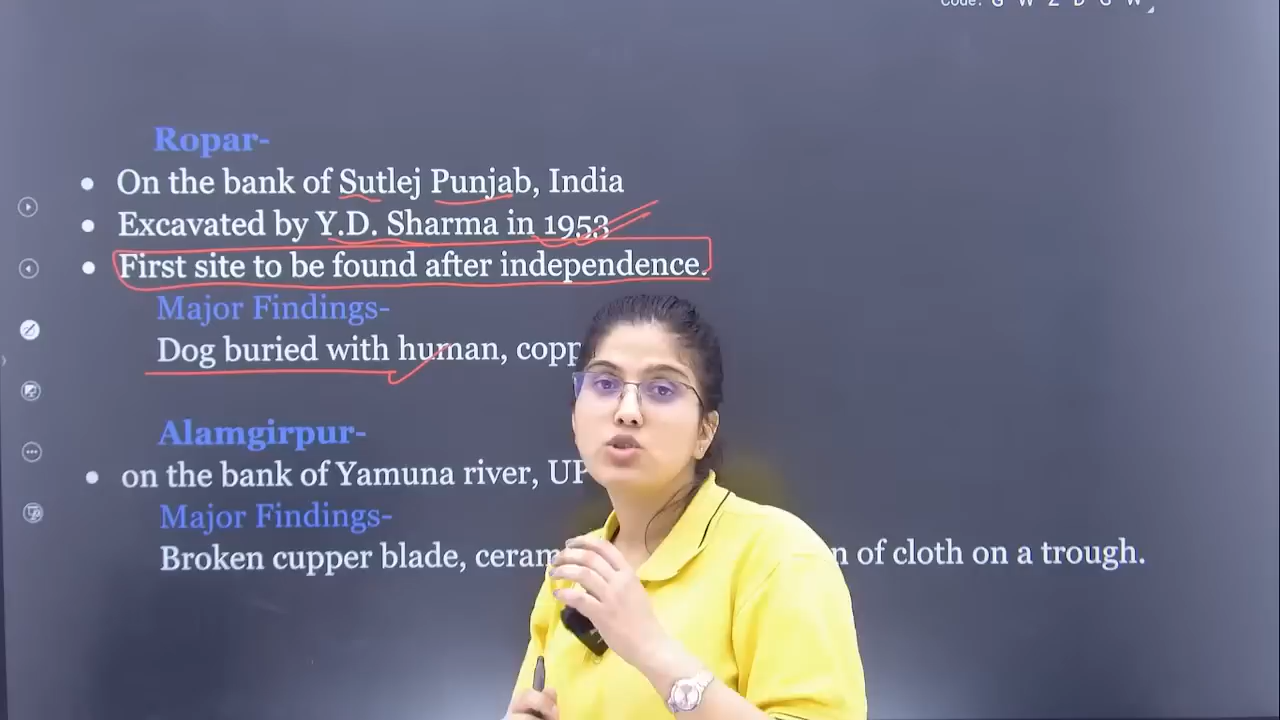 Code: G W Z D G W
Ropar-
• On the bank of Sutlej Punjab, India
• Excavated by Y.D. Sharma in 1953
• First site to be found after independence.
Major Findings-
Dog buried with human,
Alamgirpur-
• on the bank of Yamuna river, UP
Major Findings-
Broken cupper blade, of cloth on a trough.